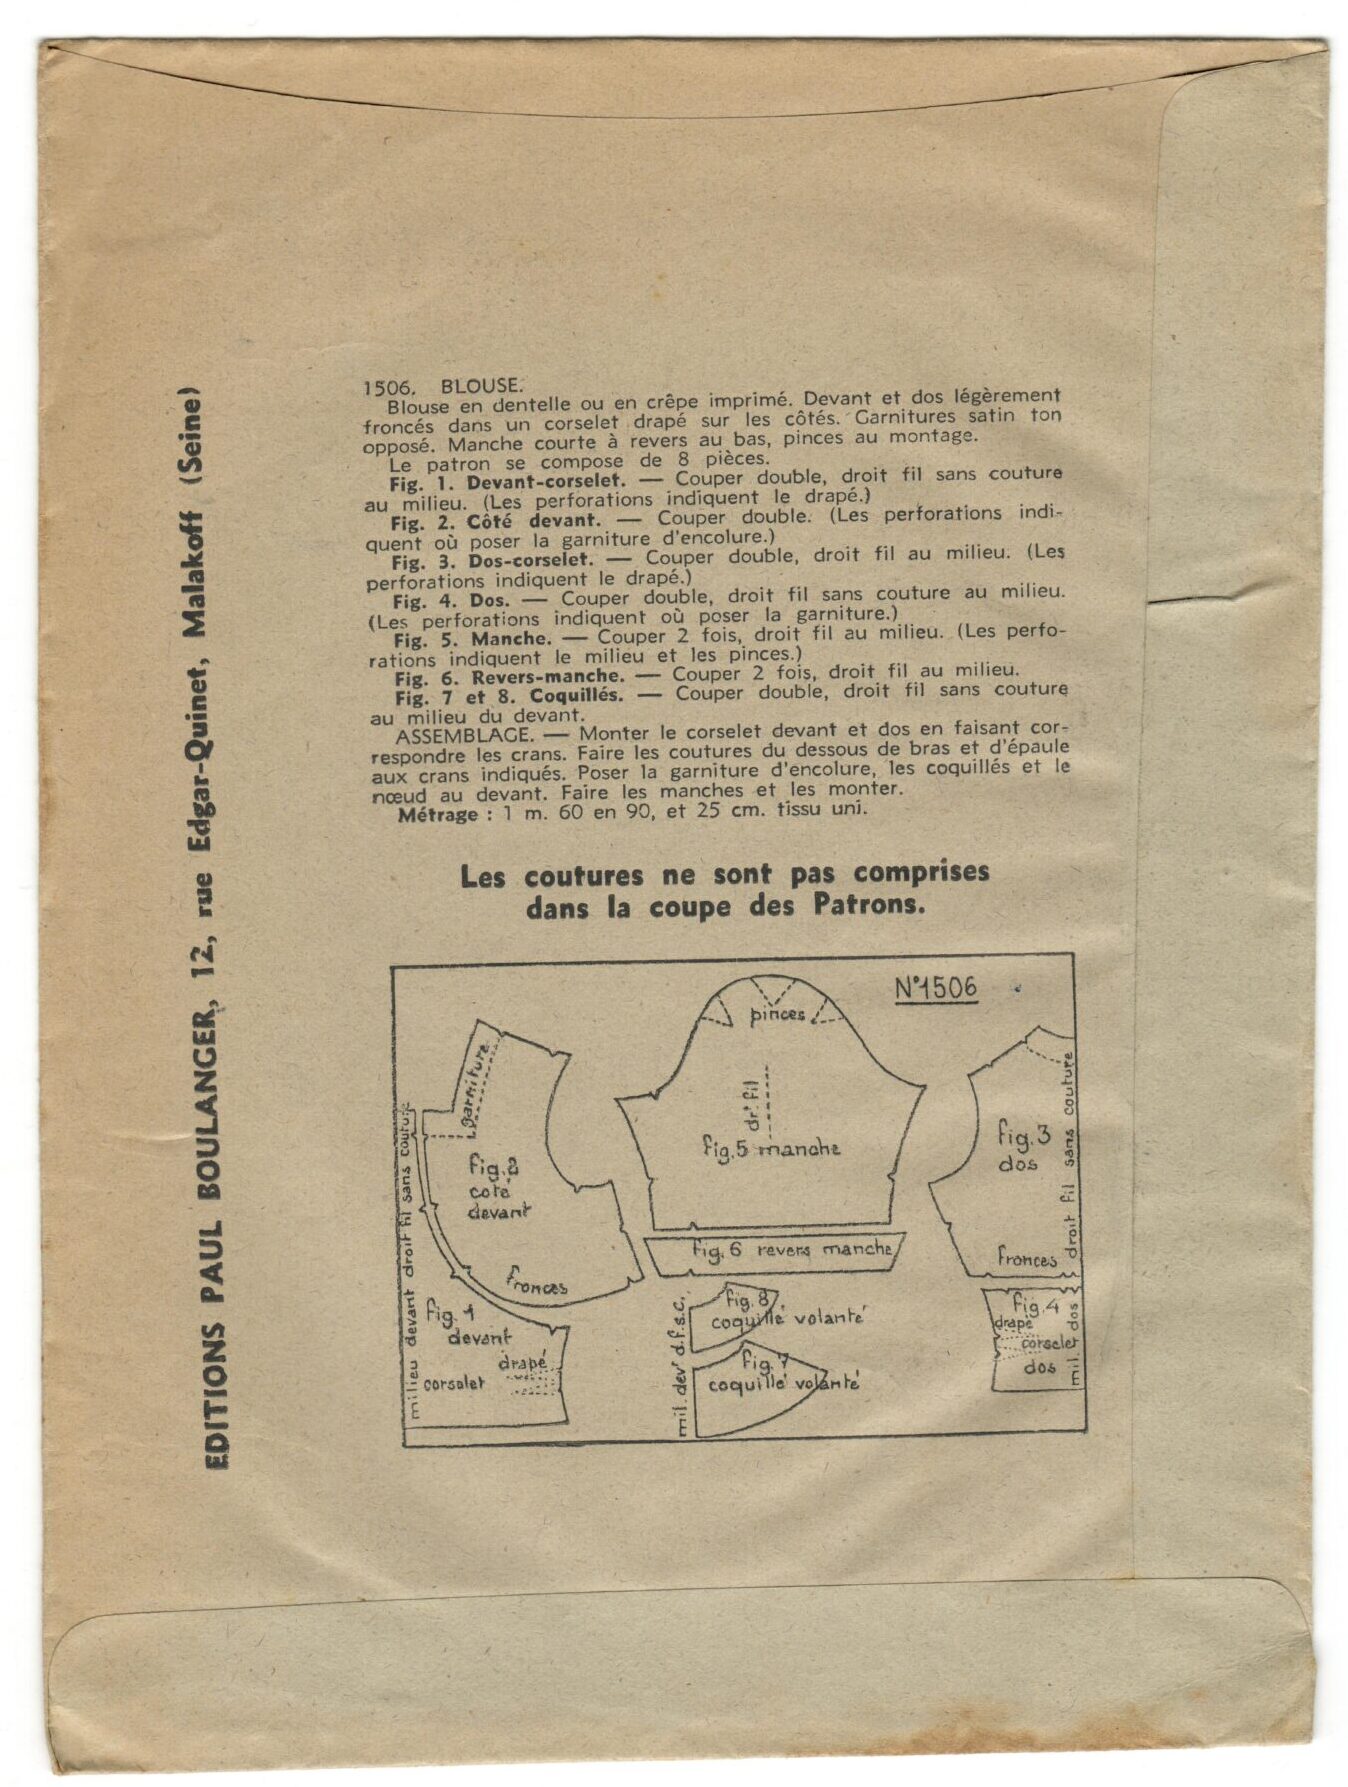 EDITIONS PAUL BOULANGER, 12, rue Edgar-Quinet, Malakoff (Seine)
1506. BLOUSE.
Blouse en dentelle ou en crêpe imprimé. Devant et dos légèrement
froncés dans un corselet drapé sur les côtés. Garnitures satin ton
opposé. Manche courte à revers au bas, pinces au montage.
Le patron se compose de 8 pièces.
Fig. 1. Devant-corselet. — Couper double, droit fil sans couture
au milieu. (Les perforations indiquent le drapé.)
Fig. 2. Côté devant. — Couper double. (Les perforations indi-
quent où poser la garniture d'encolure.)
Fig. 3. Dos-corselet. — Couper double, droit fil au milieu. (Les
perforations indiquent le drapé.)
Fig. 4. Dos. — Couper double, droit fil sans couture au milieu.
(Les perforations indiquent où poser la garniture.)
Fig. 5. Manche. — Couper 2 fois, droit fil au milieu. (Les perfo-
rations indiquent le milieu et les pinces.)
Fig. 6. Revers-manche. — Couper 2 fois, droit fil au milieu.
Fig. 7 et 8. Coquillés. — Couper double, droit fil sans couture
au milieu du devant.
ASSEMBLAGE. — Monter le corselet devant et dos en faisant cor-
respondre les crans. Faire les coutures du dessous de bras et d'épaule
aux crans indiqués. Poser la garniture d'encolure, les coquillés et le
nœud au devant. Faire les manches et les monter.
Métrage : 1 m. 60 en 90, et 25 cm. tissu uni.
Les coutures ne sont pas comprises
dans la coupe des Patrons.
N°1506
pinces
garniture
dr. fil
fig. 5 manche
fig. 2
coté
devant
fronces
milieu devant droit fil sans couture
fig. 3
dos
fronces
droit fil sans couture
fig. 6 revers manche
fig. 1
devant
drapé
corselet
mil. devt d.f.s.c.
fig. 8
coquillé volanté
fig. 7
coquillé volanté
fig. 4
drapé
corselet
dos
mil. dos